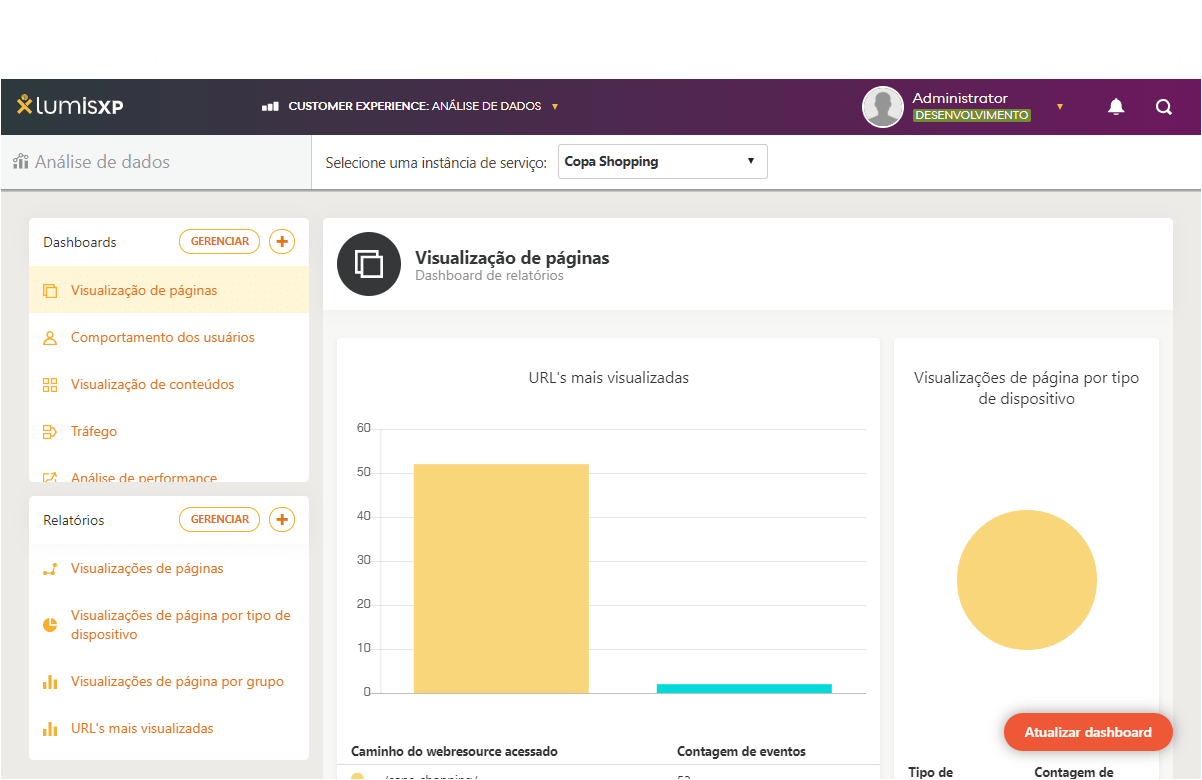 lumisXP
CUSTOMER EXPERIENCE: ANÁLISE DE DADOS
Administrator
DESENVOLVIMENTO
Análise de dados
Selecione uma instância de serviço:
Copa Shopping
Dashboards
GERENCIAR
Visualização de páginas
Comportamento dos usuários
Visualização de conteúdos
Tráfego
Análise de performance
Relatórios
GERENCIAR
Visualizações de páginas
Visualizações de página por tipo de
dispositivo
Visualizações de página por grupo
URL's mais visualizadas
Visualização de páginas
Dashboard de relatórios
URL's mais visualizadas
60
50
40
30
20
10
0
Caminho do webresource acessado
Contagem de eventos
/copa-shopping/
52
Visualizações de página por tipo
de dispositivo
Atualizar dashboard
Tipo de
Contagem de